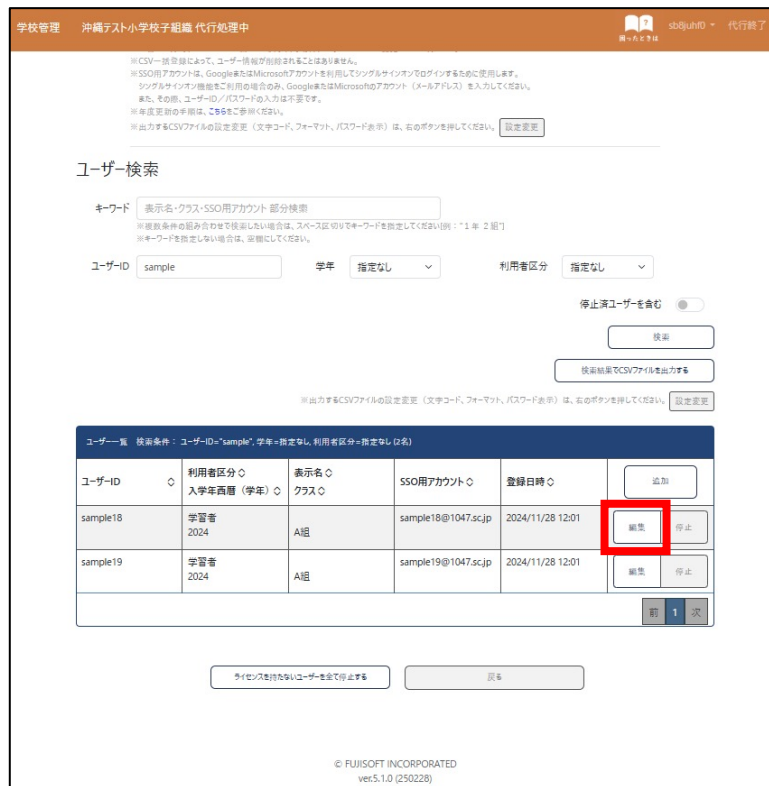 学校管理 沖縄テスト小学校子組織 代行処理中 困ったときは sb8juhf0 代行終了
※CSV一括登録によって、ユーザー情報が削除されることはありません。
※SSO用アカウントは、GoogleまたはMicrosoftアカウントを利用してシングルサインオンでログインするために使用します。
シングルサインオン機能をご利用の場合のみ、GoogleまたはMicrosoftのアカウント（メールアドレス）を入力してください。
また、その際、ユーザーID／パスワードの入力は不要です。
※年度更新の手順は、こちらをご参照ください。
※出力するCSVファイルの設定変更（文字コード、フォーマット、パスワード表示）は、右のボタンを押してください。 設定変更
ユーザー検索
キーワード 表示名・クラス・SSO用アカウント 部分検索
※複数条件の組み合わせで検索したい場合は、スペース区切りでキーワードを指定してください[例："1 年 2 組"]
※キーワードを指定しない場合は、空欄にしてください。
ユーザーID sample 学年 指定なし 利用者区分 指定なし
停止済ユーザーを含む
検索
検索結果でCSVファイルを出力する
※出力するCSVファイルの設定変更（文字コード、フォーマット、パスワード表示）は、右のボタンを押してください。 設定変更
ユーザー一覧 検索条件： ユーザーID="sample", 学年=指定なし, 利用者区分=指定なし (2名)
ユーザーID 利用者区分 表示名 SSO用アカウント 登録日時 追加
入学年西暦（学年） クラス
sample18 学習者 sample18@1047.sc.jp 2024/11/28 12:01 編集 停止
2024 A組
sample19 学習者 sample19@1047.sc.jp 2024/11/28 12:01 編集 停止
2024 A組
前 1 次
ライセンスを持たないユーザーを全て停止する 戻る
© FUJISOFT INCORPORATED
ver.5.1.0 (250228)